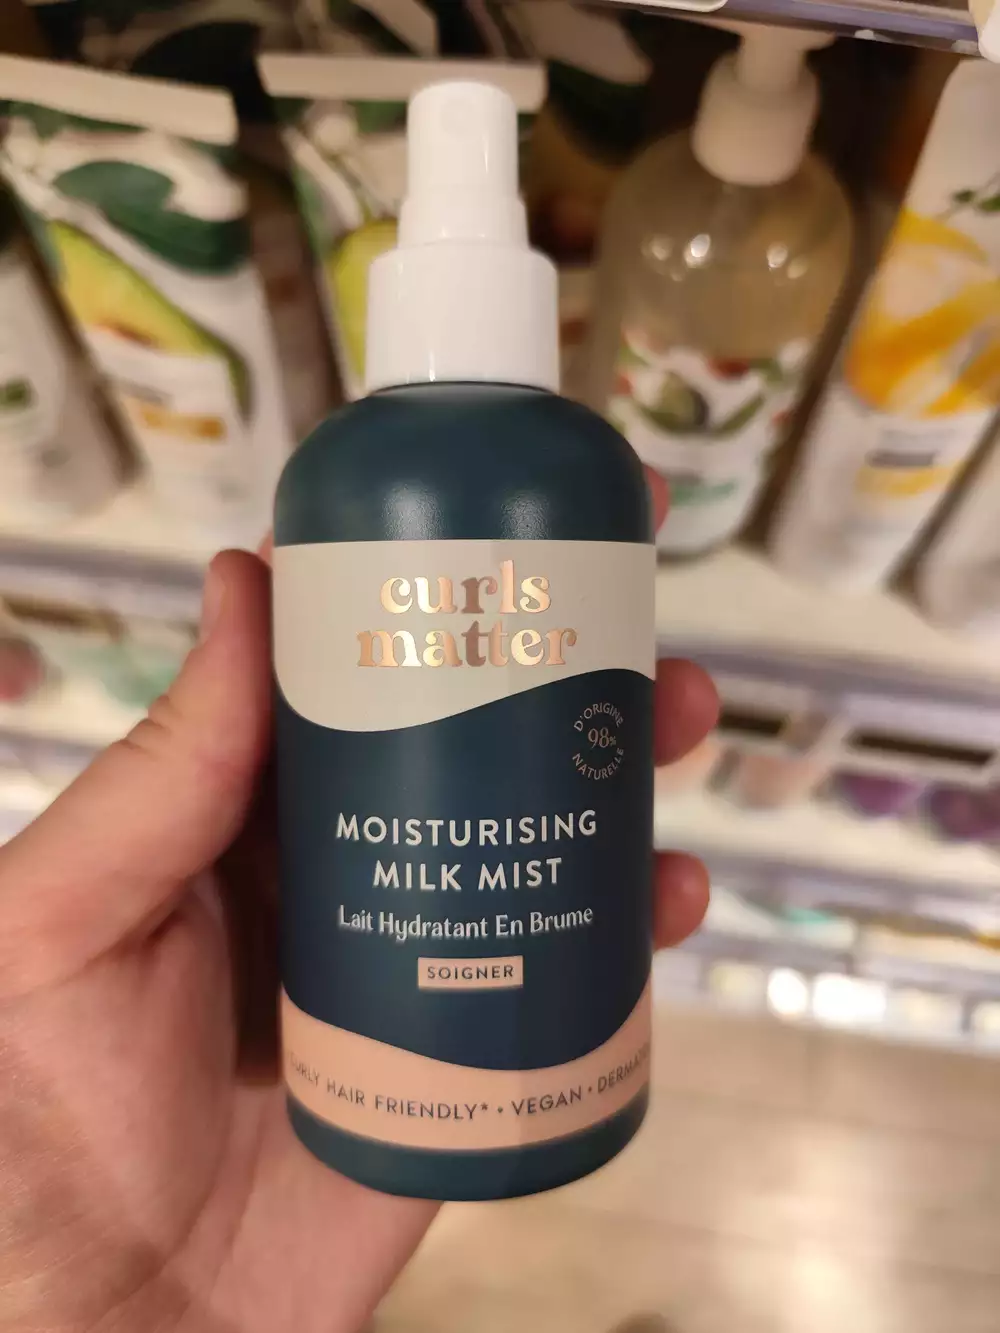 curls
matter
D'ORIGINE
98%
NATURELLE
MOISTURISING
MILK MIST
Lait Hydratant En Brume
SOIGNER
HAIR FRIENDLY* • VEGAN •